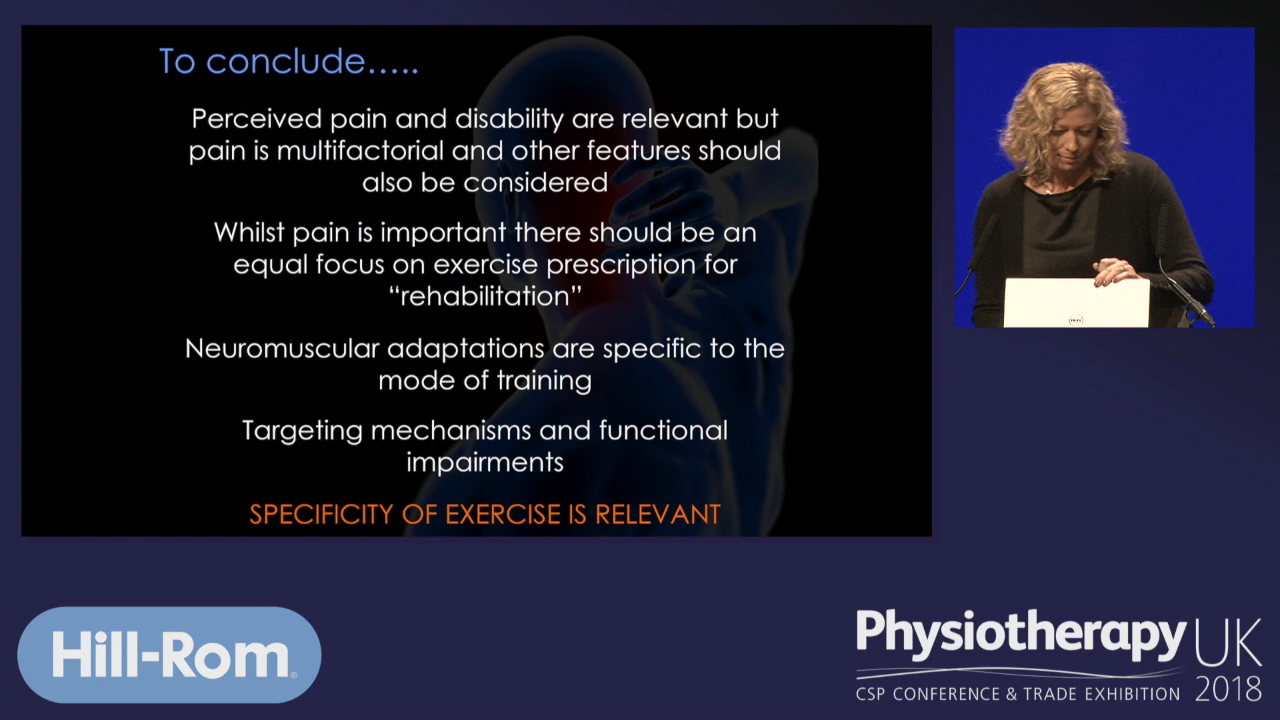 To conclude…..
Perceived pain and disability are relevant but
pain is multifactorial and other features should
also be considered
Whilst pain is important there should be an
equal focus on exercise prescription for
“rehabilitation”
Neuromuscular adaptations are specific to the
mode of training
Targeting mechanisms and functional
impairments
SPECIFICITY OF EXERCISE IS RELEVANT
DELL
Hill-Rom®
Physiotherapy UK
CSP CONFERENCE & TRADE EXHIBITION 2018